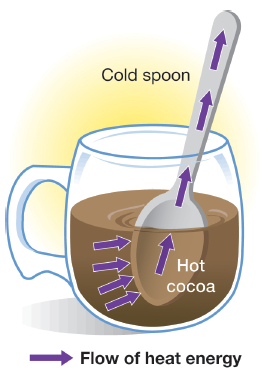 Cold spoon
Hot
cocoa
Flow of heat energy